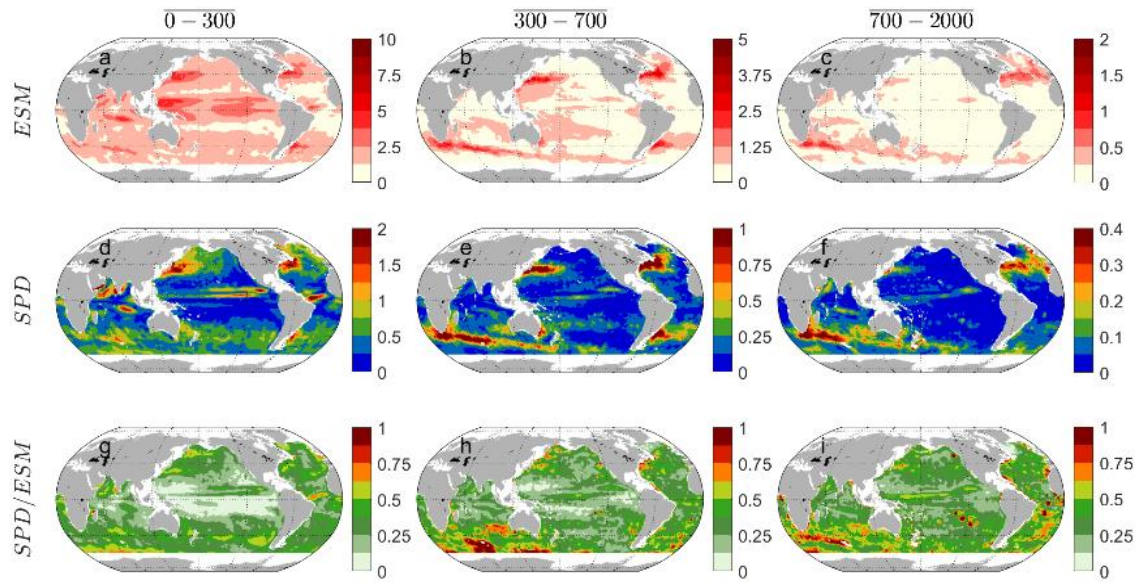 0 − 300 300 − 700 700 − 2000
ESM a 10 7.5 5 2.5 0 b 5 3.75 2.5 1.25 0 c 2 1.5 1 0.5 0
SPD d 2 1.5 1 0.5 0 e 1 0.75 0.5 0.25 0 f 0.4 0.3 0.2 0.1 0
SPD/ESM g 1 0.75 0.5 0.25 0 h 1 0.75 0.5 0.25 0 i 1 0.75 0.5 0.25 0